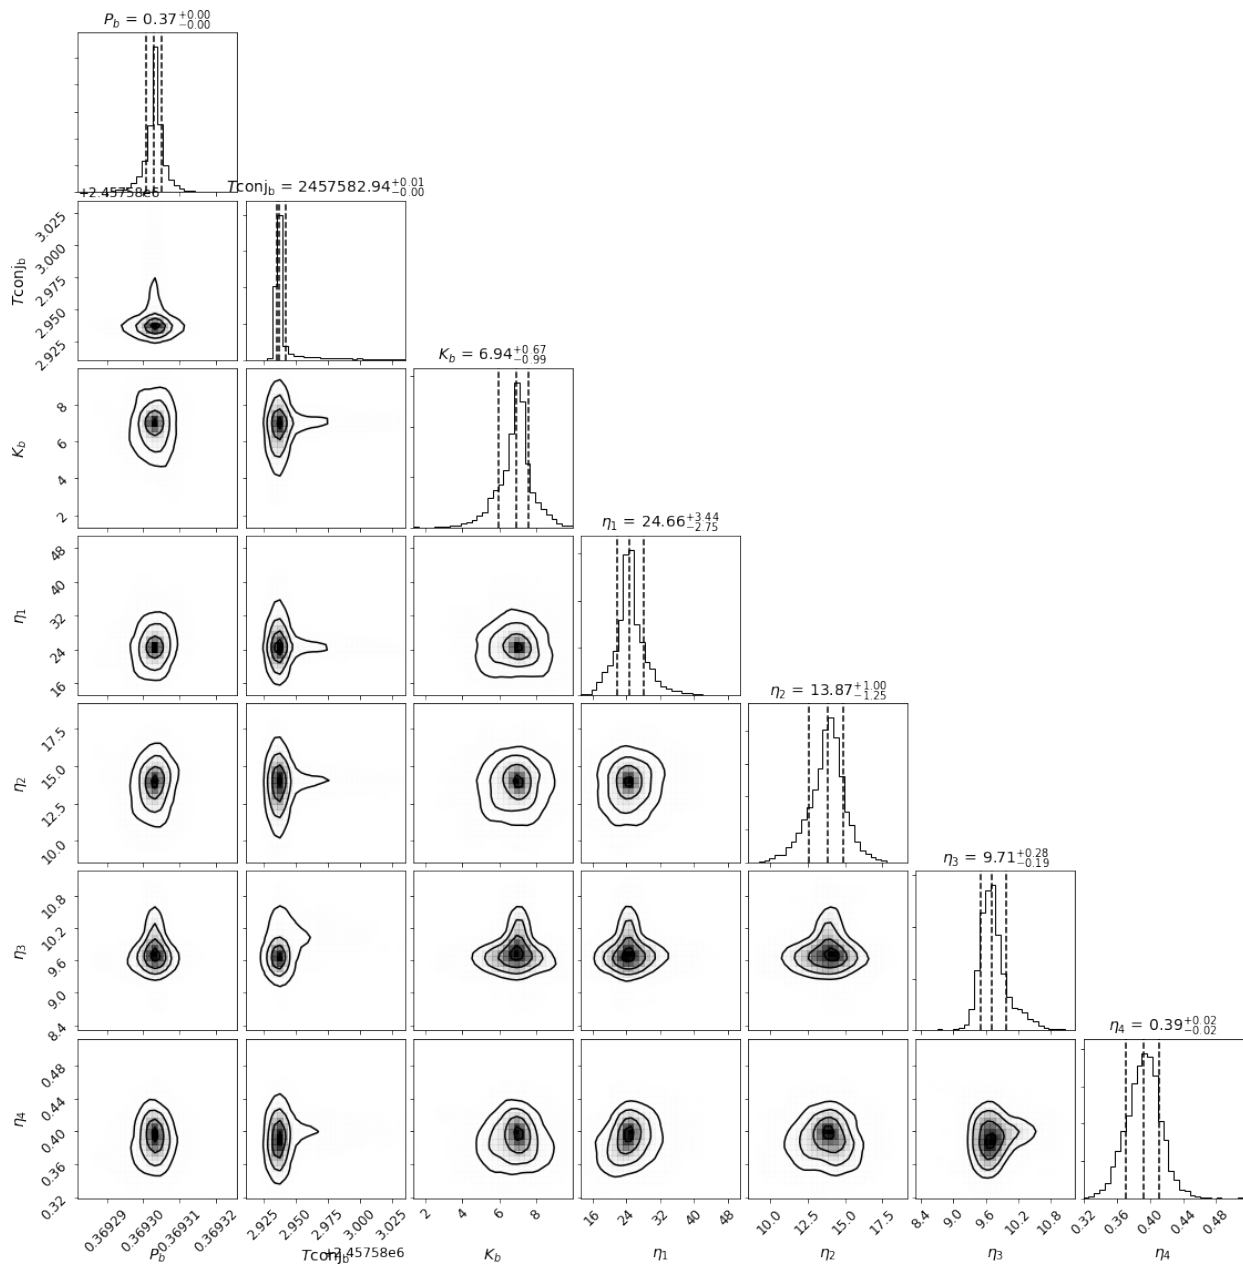 P_b = 0.37^{+0.00}_{-0.00}
+2.45758e6
Tconj_b = 2457582.94^{+0.01}_{-0.00}
Tconj_b
3.025
3.000
2.975
2.950
2.925
K_b = 6.94^{+0.67}_{-0.99}
K_b
8
6
4
2
η_1 = 24.66^{+3.44}_{-2.75}
η_1
48
40
32
24
16
η_2 = 13.87^{+1.00}_{-1.25}
η_2
17.5
15.0
12.5
10.0
η_3 = 9.71^{+0.28}_{-0.19}
η_3
10.8
10.2
9.6
9.0
8.4
η_4 = 0.39^{+0.02}_{-0.02}
η_4
0.48
0.44
0.40
0.36
0.32
0.36929 0.36930 0.36931 0.36932
2.925 2.950 2.975 3.000 3.025
2 4 6 8
16 24 32 40 48
10.0 12.5 15.0 17.5
8.4 9.0 9.6 10.2 10.8
0.32 0.36 0.40 0.44 0.48
P_b Tconj_b +2.45758e6 K_b η_1 η_2 η_3 η_4